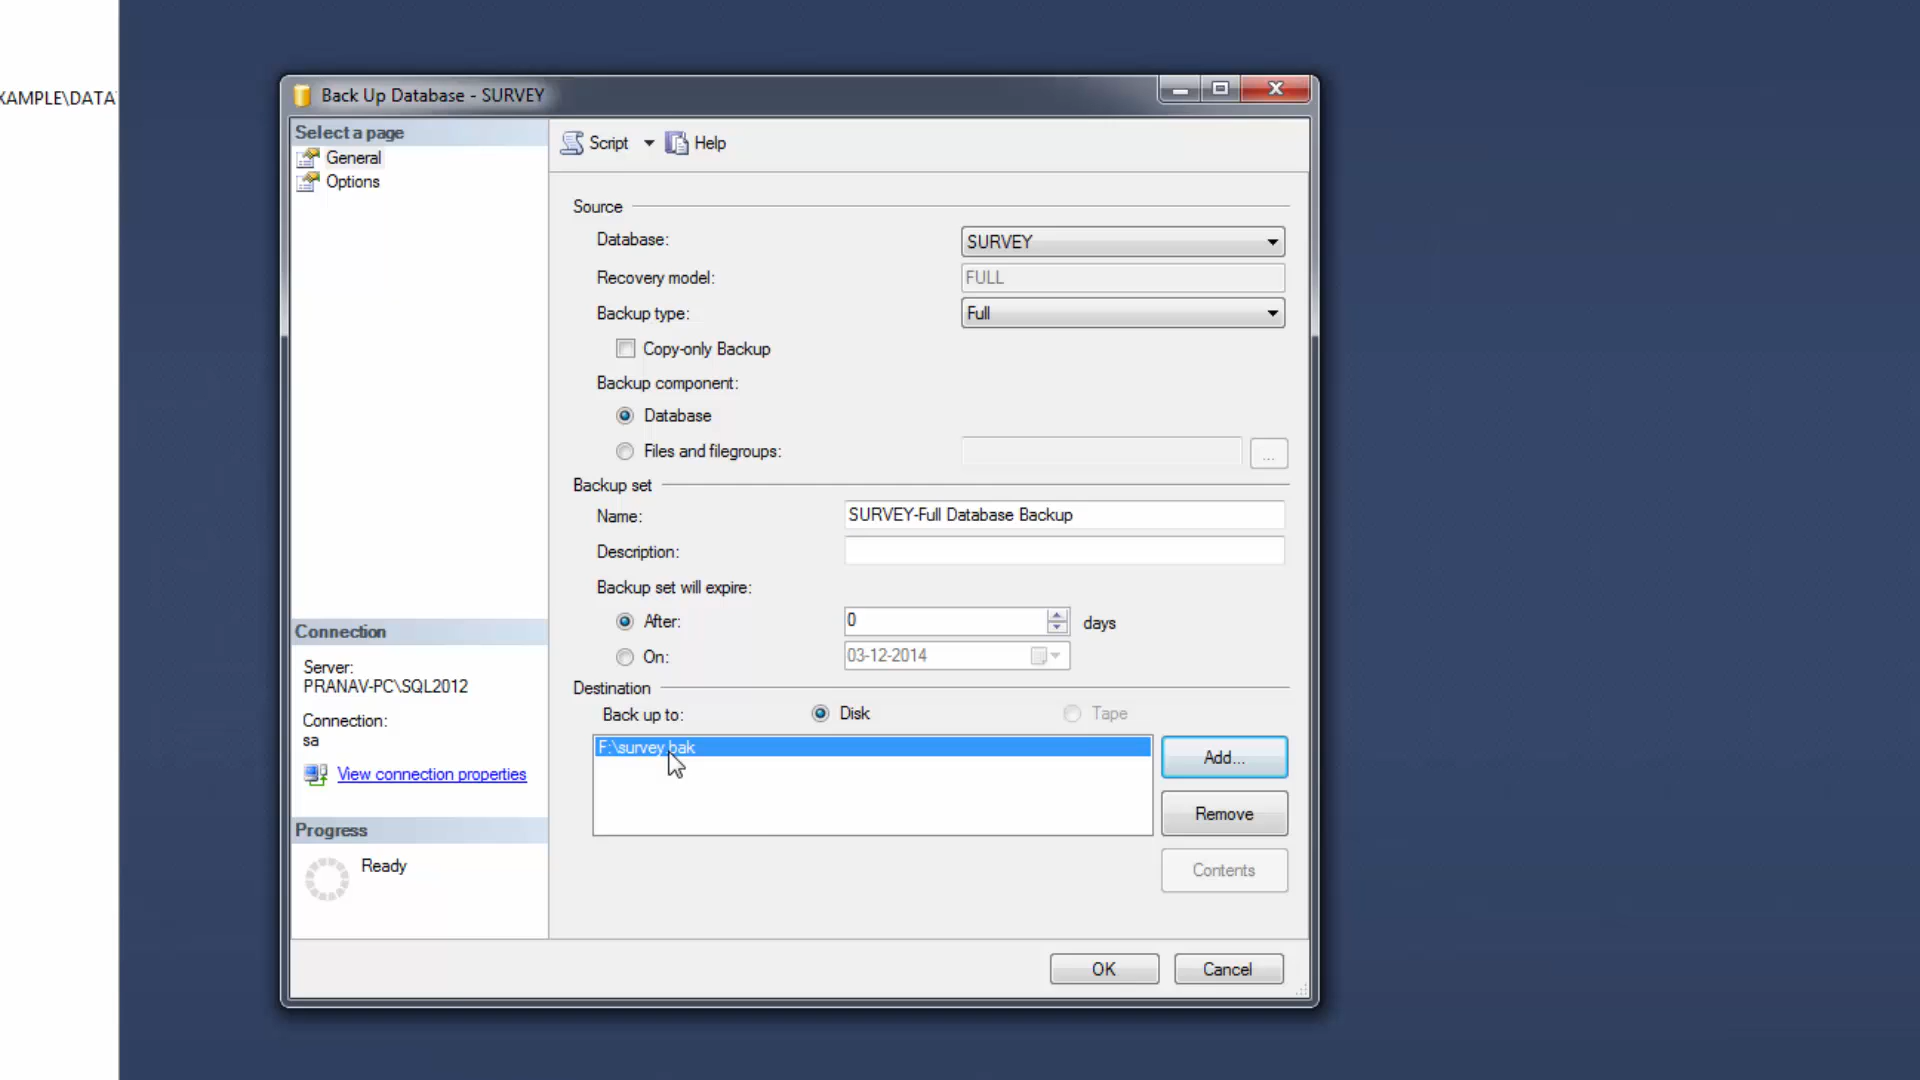 XAMPLE\DATA
Back Up Database - SURVEY
Select a page
General
Options
Script
Help
Source
Database:
SURVEY
Recovery model:
FULL
Backup type:
Full
Copy-only Backup
Backup component:
Database
Files and filegroups:
...
Backup set
Name:
SURVEY-Full Database Backup
Description:
Backup set will expire:
After:
0
days
On:
03-12-2014
Destination
Back up to:
Disk
Tape
F:\survey.bak
Add...
Remove
Contents
Connection
Server:
PRANAV-PC\SQL2012
Connection:
sa
View connection properties
Progress
Ready
OK
Cancel